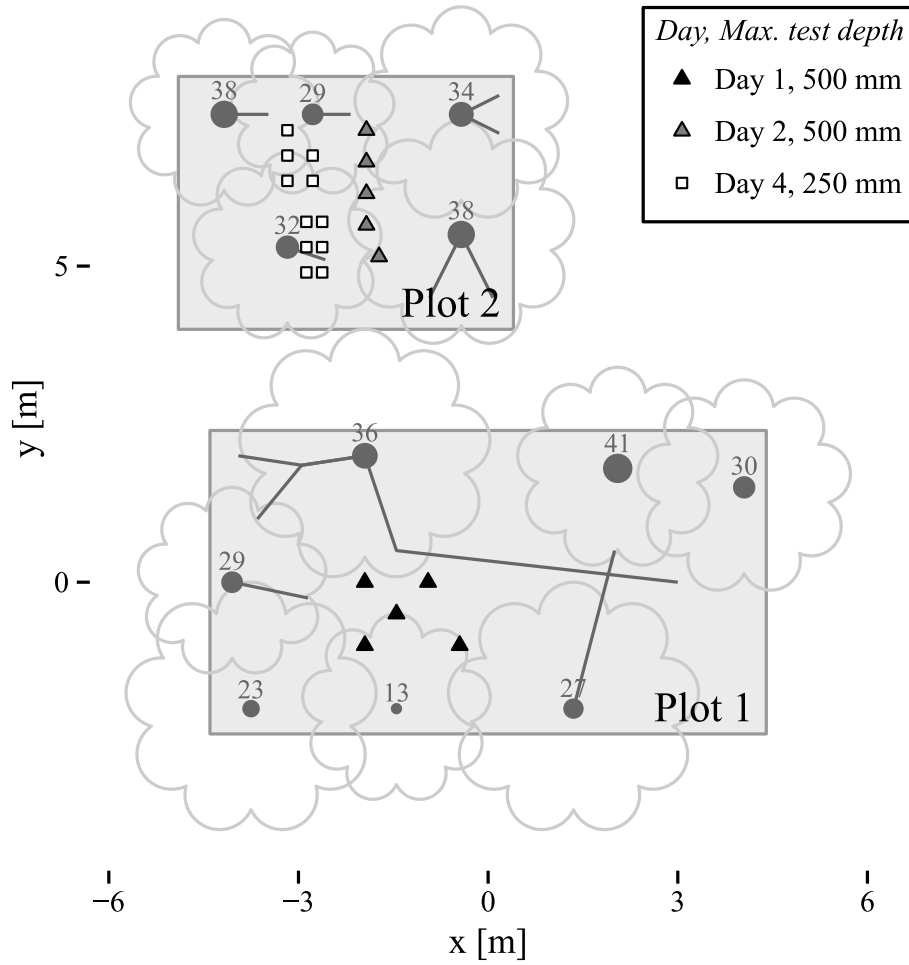 Day, Max. test depth
Day 1, 500 mm
Day 2, 500 mm
Day 4, 250 mm
38
29
34
32
38
Plot 2
5
y [m]
36
41
30
29
0
23
13
27
Plot 1
−6
−3
0
3
6
x [m]